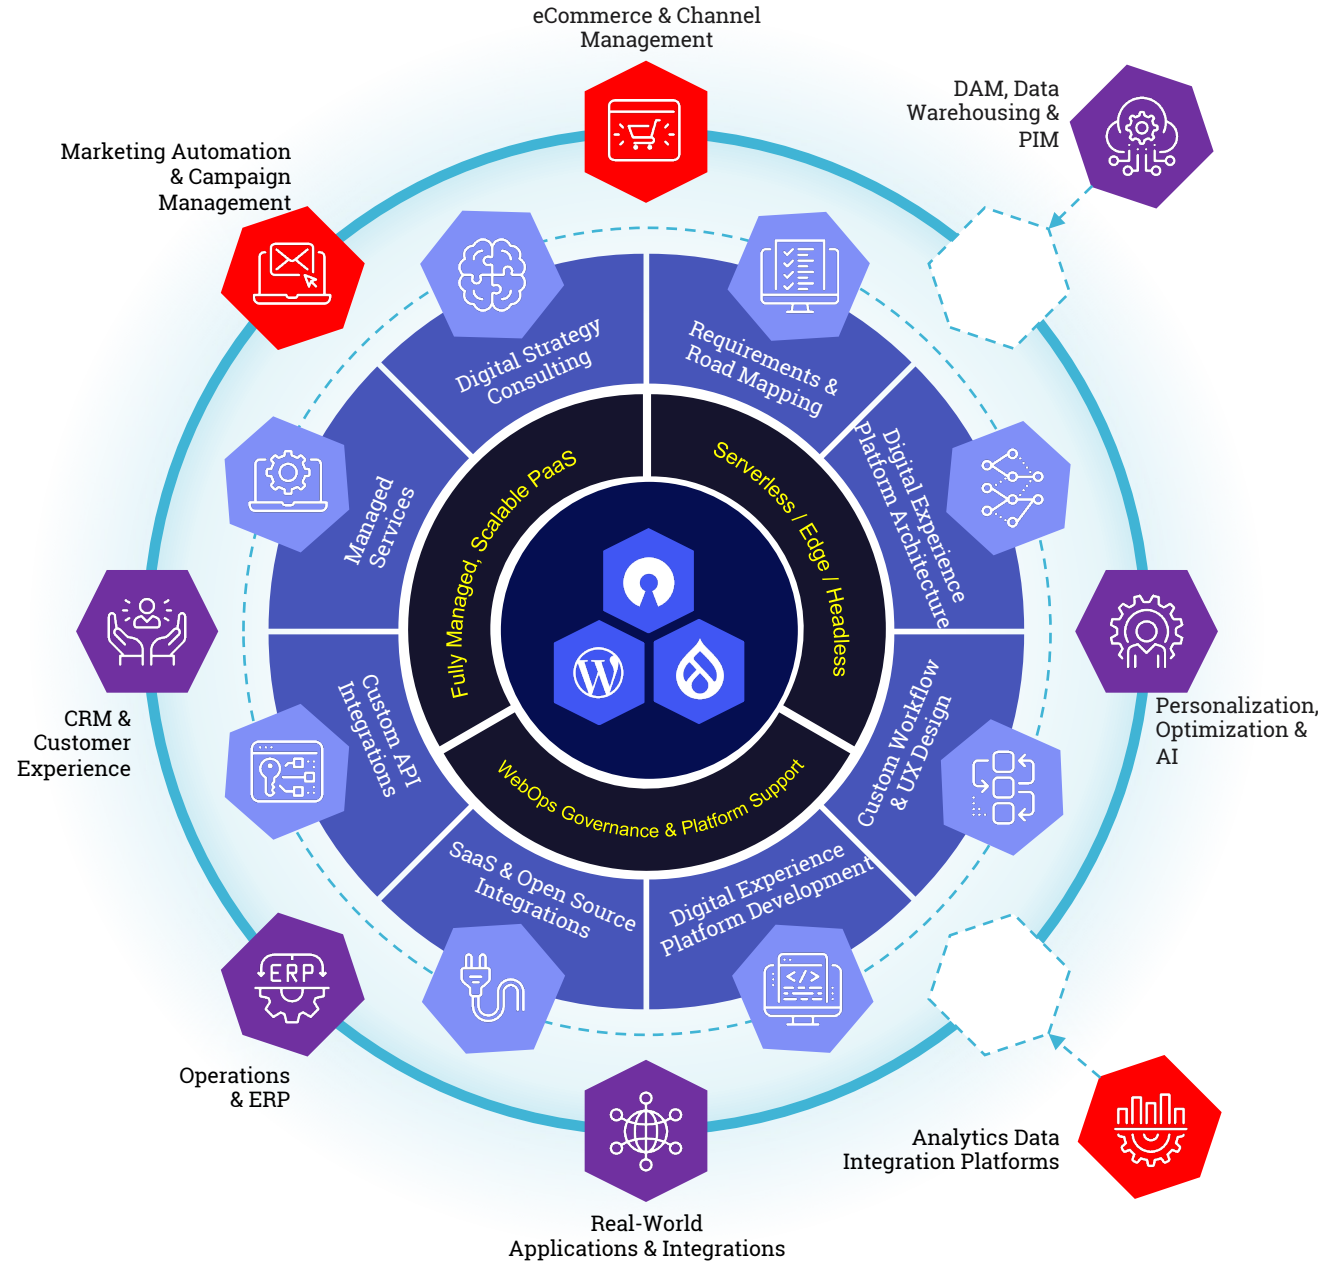 eCommerce & Channel
Management
DAM, Data
Warehousing &
PIM
Marketing Automation
& Campaign
Management
Digital Strategy
Consulting
Requirements &
Road Mapping
Managed
Services
Digital Experience
Platform Architecture
Fully Managed, Scalable PaaS
Serverless / Edge / Headless
WebOps Governance & Platform Support
CRM &
Customer
Experience
Personalization,
Optimization &
AI
Custom API
Integrations
Custom Workflow
& UX Design
SaaS & Open Source
Integrations
Digital Experience
Platform Development
ERP
</>
Operations
& ERP
Analytics Data
Integration Platforms
Real-World
Applications & Integrations